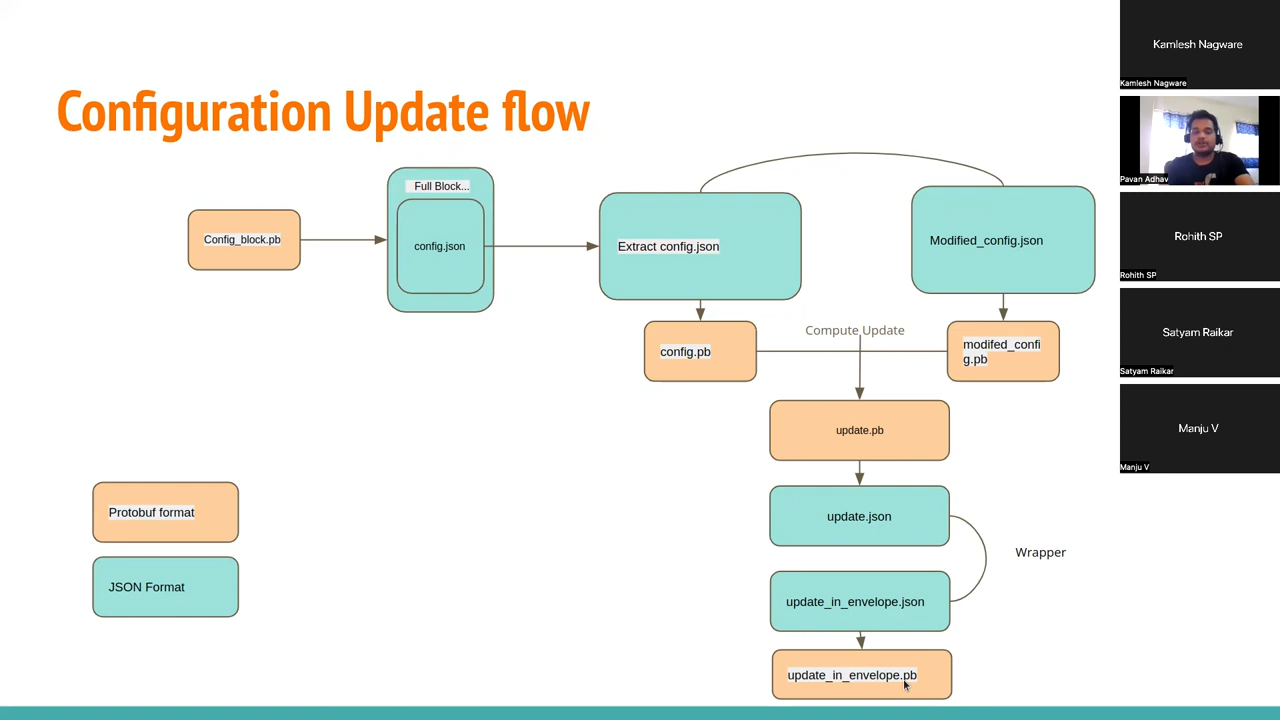 Configuration Update flow
Config_block.pb
Full Block...
config.json
Extract config.json
Modified_config.json
config.pb
Compute Update
modifed_confi
g.pb
update.pb
update.json
Wrapper
update_in_envelope.json
update_in_envelope.pb
Protobuf format
JSON Format
Kamlesh Nagware
Kamlesh Nagware
Pavan Adhav
Rohith SP
Rohith SP
Satyam Raikar
Satyam Raikar
Manju V
Manju V